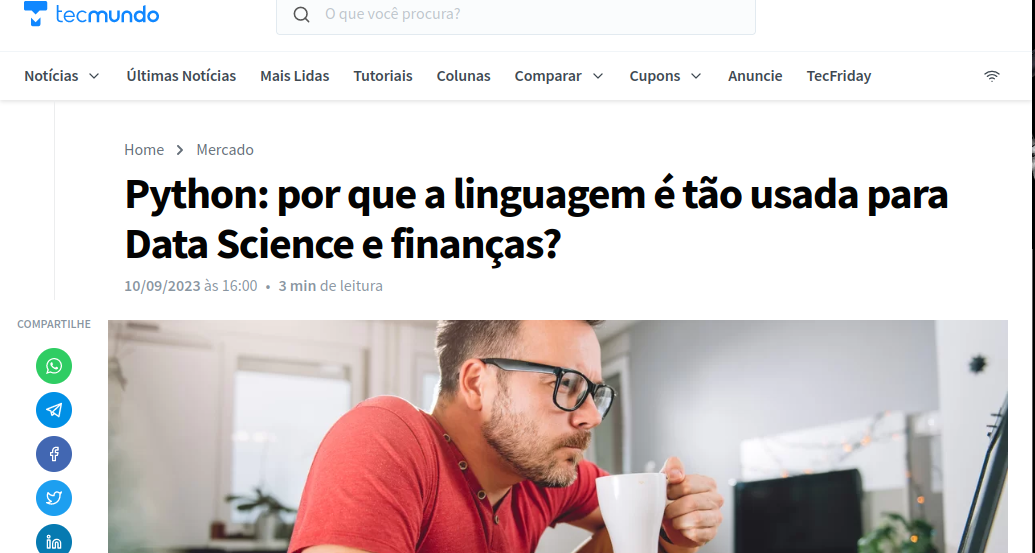 tecmundo
O que você procura?
Notícias Últimas Notícias Mais Lidas Tutoriais Colunas Comparar Cupons Anuncie TecFriday
Home Mercado
Python: por que a linguagem é tão usada para
Data Science e finanças?
10/09/2023 às 16:00 • 3 min de leitura
COMPARTILHE